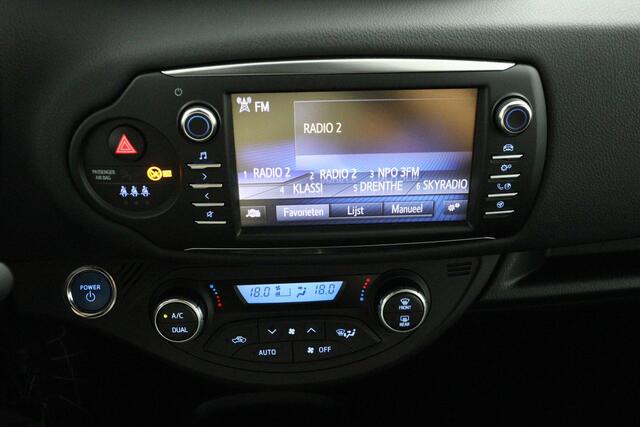 FM
RADIO 2
1 RADIO 2 2 RADIO 2 3 NPO 3FM
4 KLASSI 5 DRENTHE 6 SKYRADIO
Favorieten Lijst Manueel
PASSENGER
AIR BAG
POWER
A/C
DUAL
18.0 18.0
AUTO
OFF
FRONT
REAR